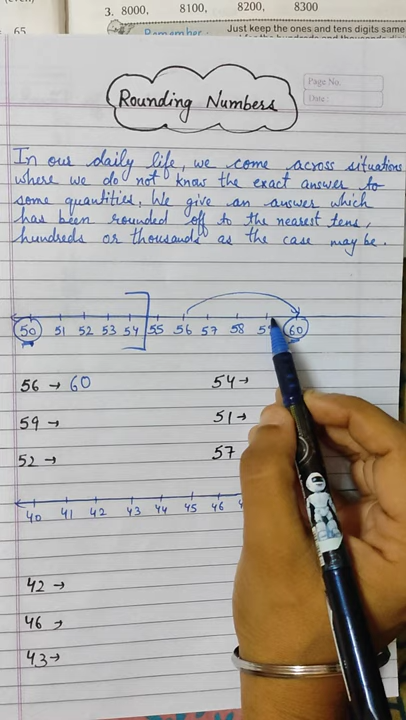 65
3. 8000, 8100, 8200, 8300
Remember: Just keep the ones and tens digits same
Page No.
Date:
Rounding Numbers
In our daily life, we come across situations
where we do not know the exact answer to
some quantities, We give an answer which
has been rounded off to the nearest tens,
hundreds or thousands as the case may be.
50 51 52 53 54 55 56 57 58 60
56 → 60 54 →
59 → 51 →
52 → 57
40 41 42 43 44 45 46
42 →
46 →
43 →